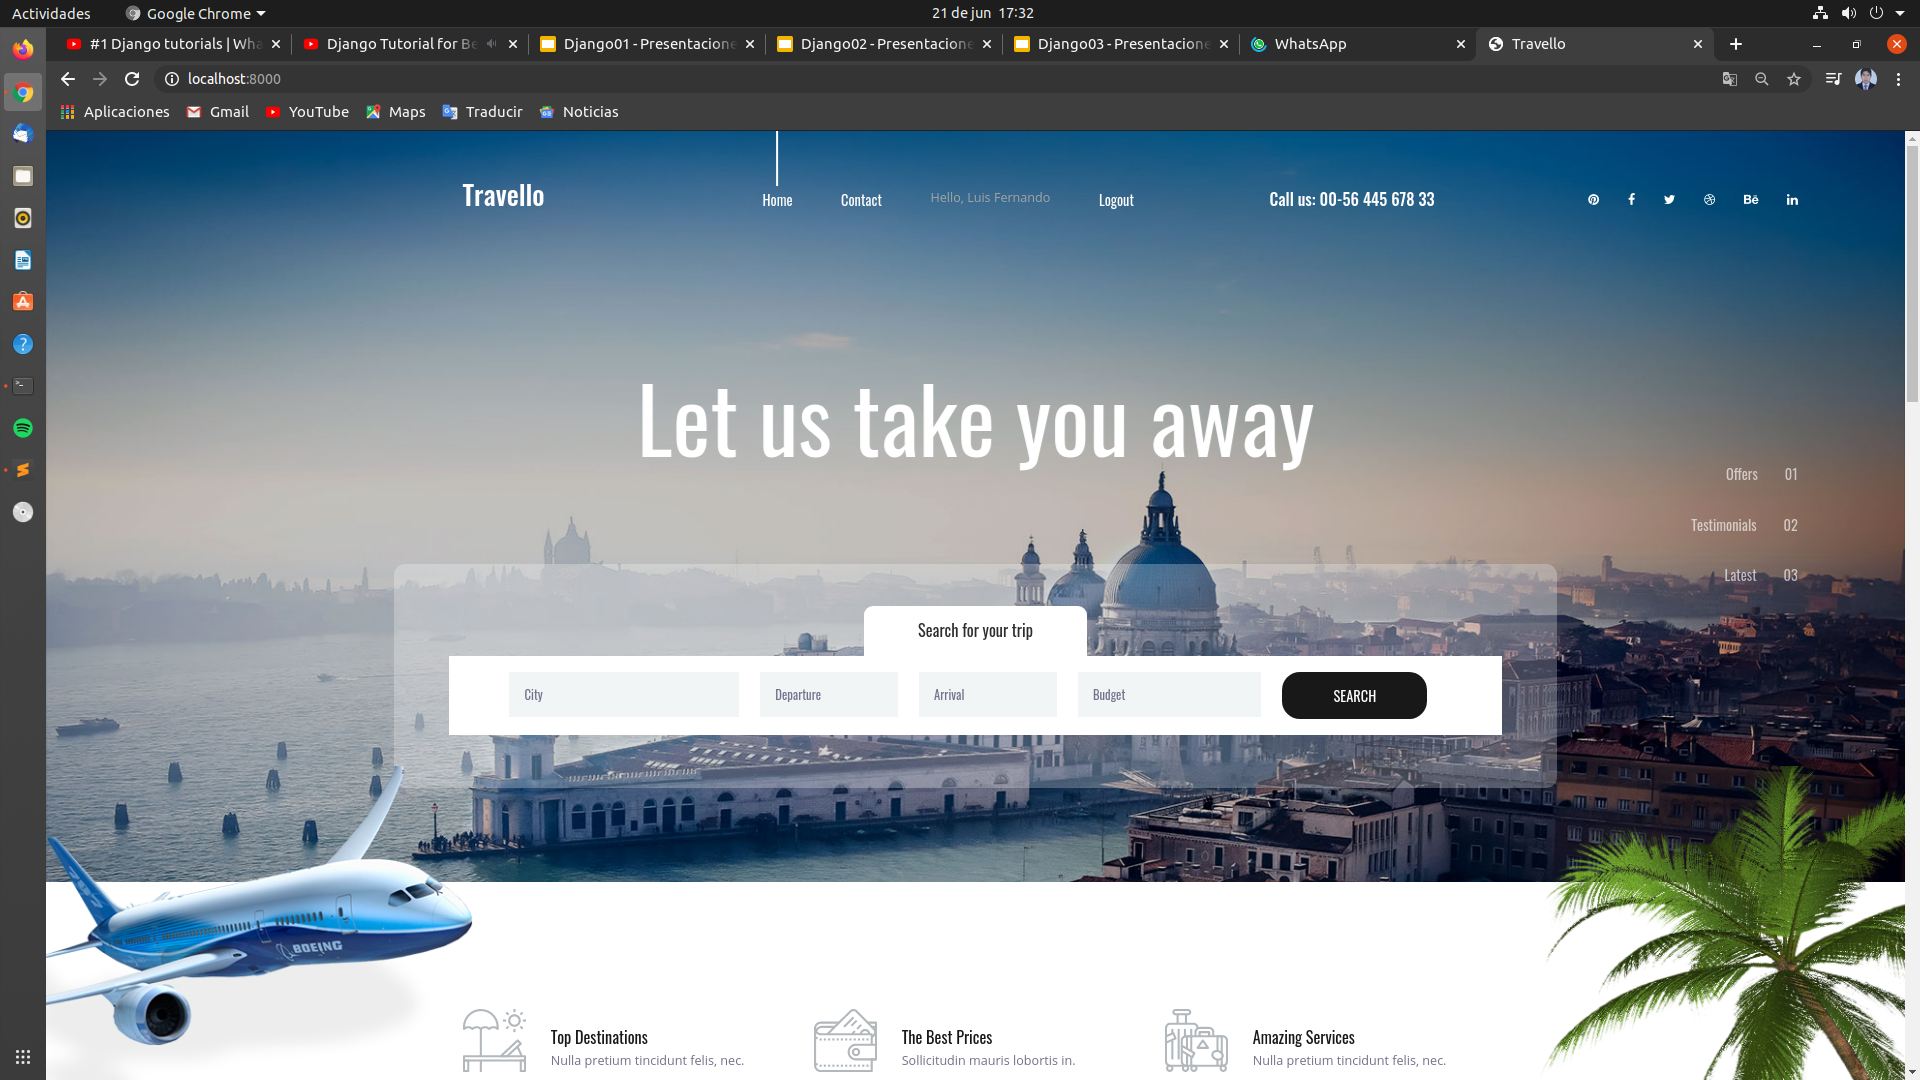 Actividades
Google Chrome
21 de jun 17:32
#1 Django tutorials | Wha
Django Tutorial for Be
Django01 - Presentacione
Django02 - Presentacione
Django03 - Presentacione
WhatsApp
Travello
localhost:8000
Aplicaciones
Gmail
YouTube
Maps
Traducir
Noticias
Travello
Home
Contact
Hello, Luis Fernando
Logout
Call us: 00-56 445 678 33
Bē
in
Let us take you away
Offers 01
Testimonials 02
Latest 03
Search for your trip
City
Departure
Arrival
Budget
SEARCH
BOEING
Top Destinations
Nulla pretium tincidunt felis, nec.
The Best Prices
Sollicitudin mauris lobortis in.
Amazing Services
Nulla pretium tincidunt felis, nec.